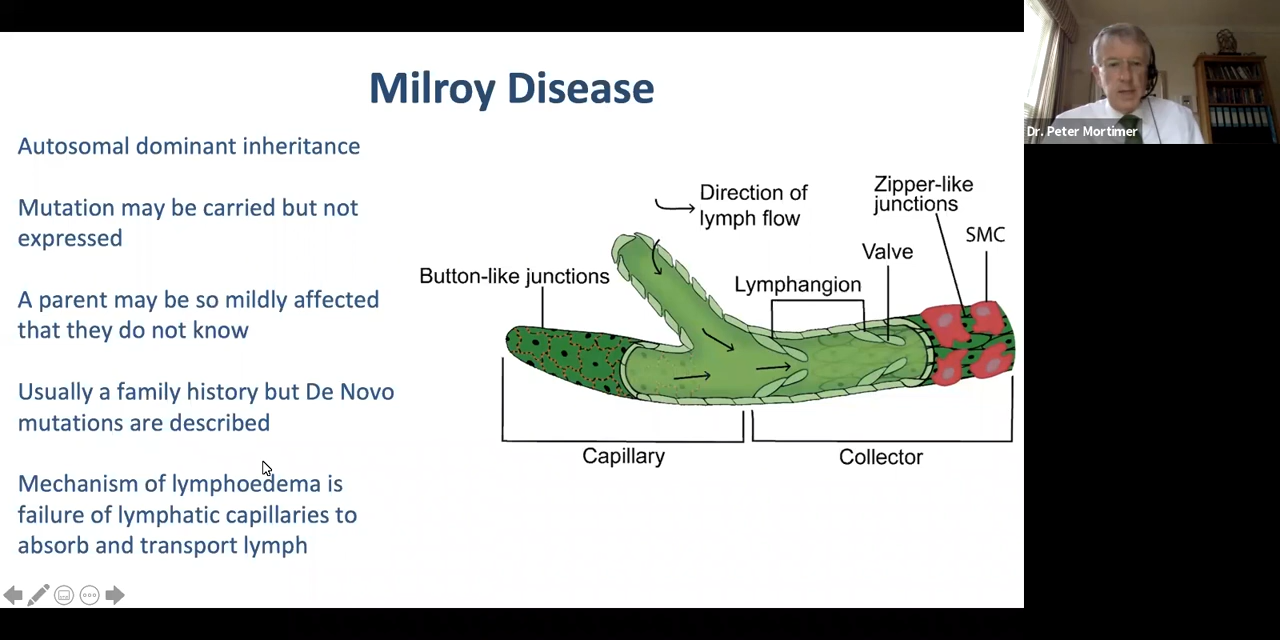 Milroy Disease
Autosomal dominant inheritance
Mutation may be carried but not
expressed
A parent may be so mildly affected
that they do not know
Usually a family history but De Novo
mutations are described
Mechanism of lymphoedema is
failure of lymphatic capillaries to
absorb and transport lymph
Direction of
lymph flow
Zipper-like
junctions
SMC
Valve
Button-like junctions
Lymphangion
Capillary
Collector
Dr. Peter Mortimer